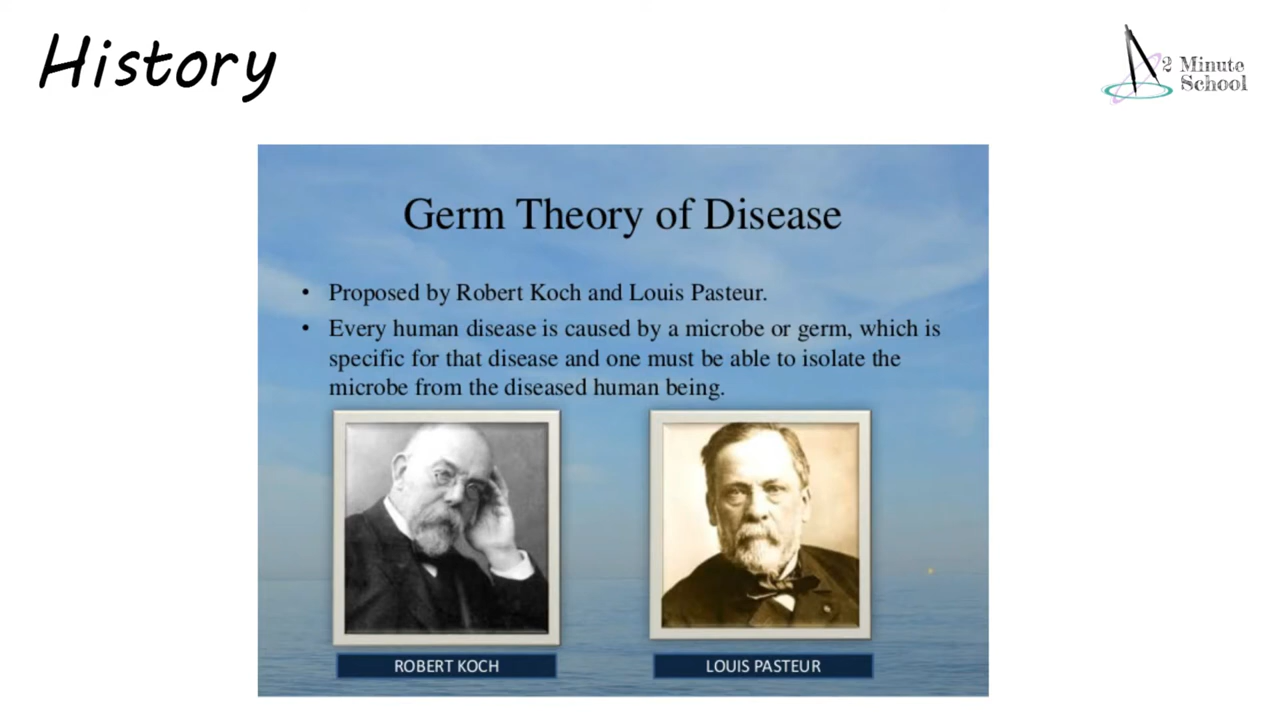 History
2 Minute
School
Germ Theory of Disease
• Proposed by Robert Koch and Louis Pasteur.
• Every human disease is caused by a microbe or germ, which is
specific for that disease and one must be able to isolate the
microbe from the diseased human being.
ROBERT KOCH
LOUIS PASTEUR